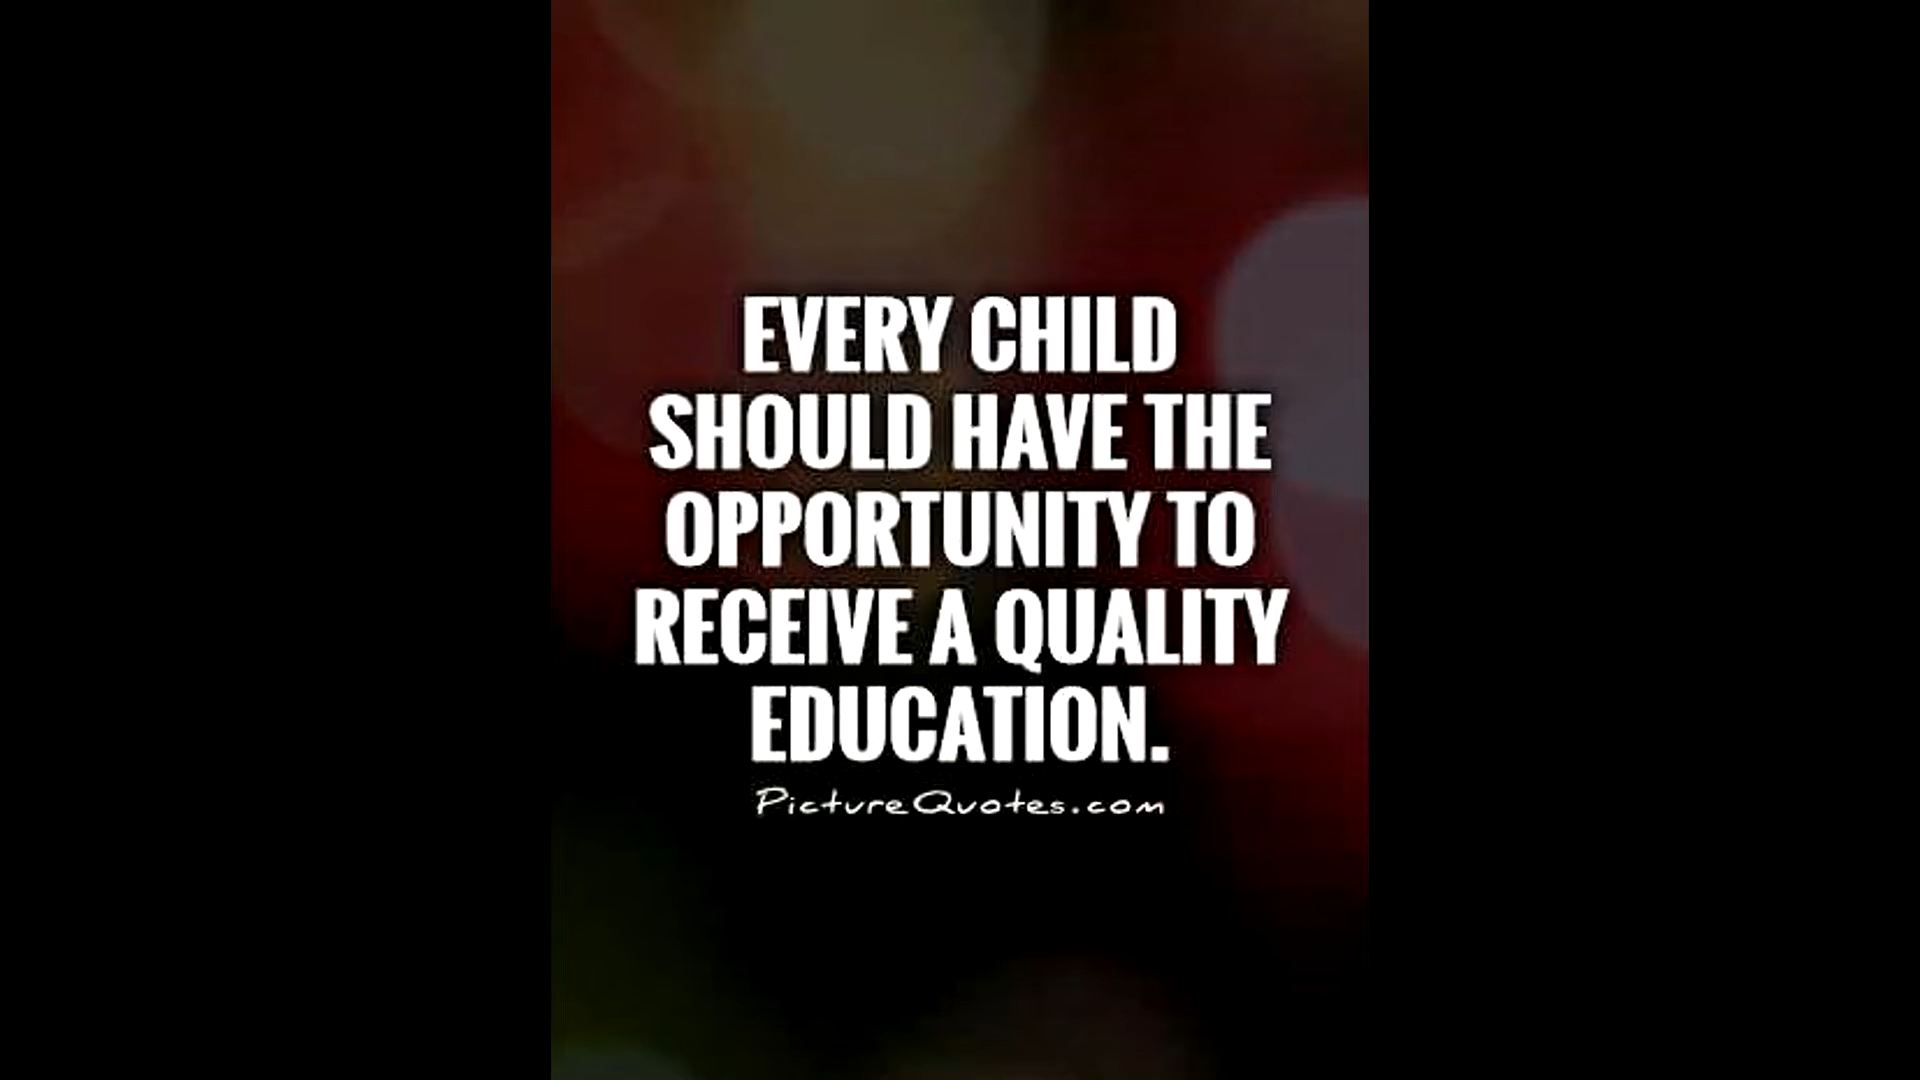 EVERY CHILD
SHOULD HAVE THE
OPPORTUNITY TO
RECEIVE A QUALITY
EDUCATION.
PictureQuotes.com